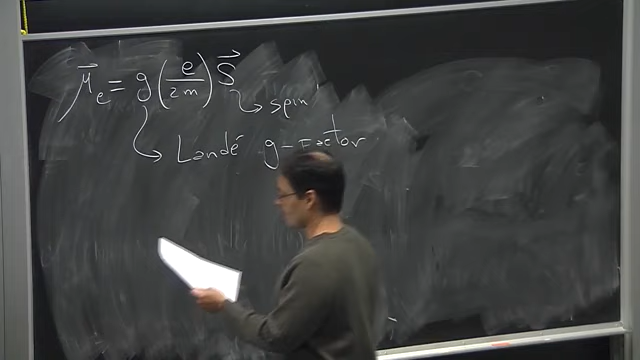 μ⃗ₑ = g (e/2m) S⃗
↳ spin
↳ Landé g-Factor